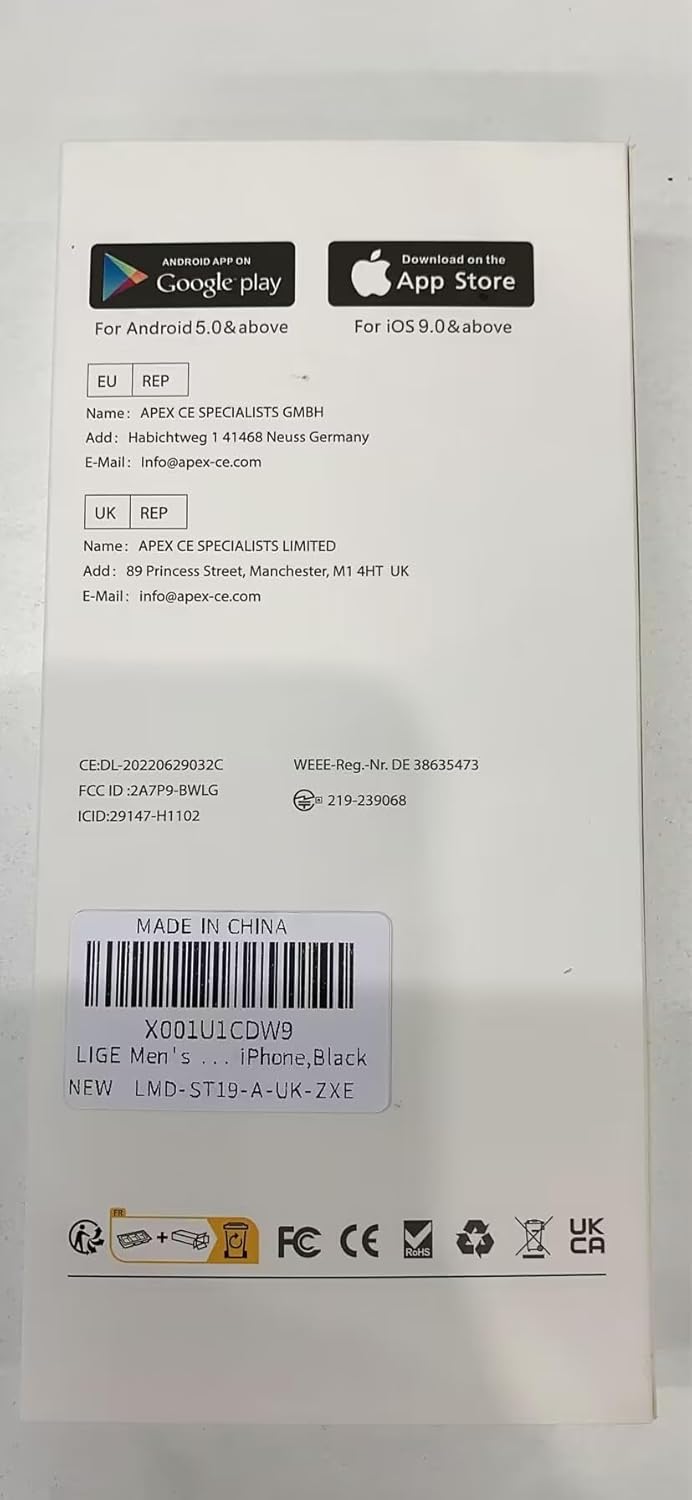 ANDROID APP ON
Google play
Download on the
App Store
For Android 5.0&above
For iOS 9.0&above
EU REP
Name: APEX CE SPECIALISTS GMBH
Add: Habichtweg 1 41468 Neuss Germany
E-Mail: Info@apex-ce.com
UK REP
Name: APEX CE SPECIALISTS LIMITED
Add: 89 Princess Street, Manchester, M1 4HT UK
E-Mail: info@apex-ce.com
CE:DL-20220629032C
WEEE-Reg.-Nr. DE 38635473
FCC ID :2A7P9-BWLG
219-239068
ICID:29147-H1102
MADE IN CHINA
X001U1CDW9
LIGE Men's ... iPhone,Black
NEW LMD-ST19-A-UK-ZXE
FR
FC CE RoHS UK CA